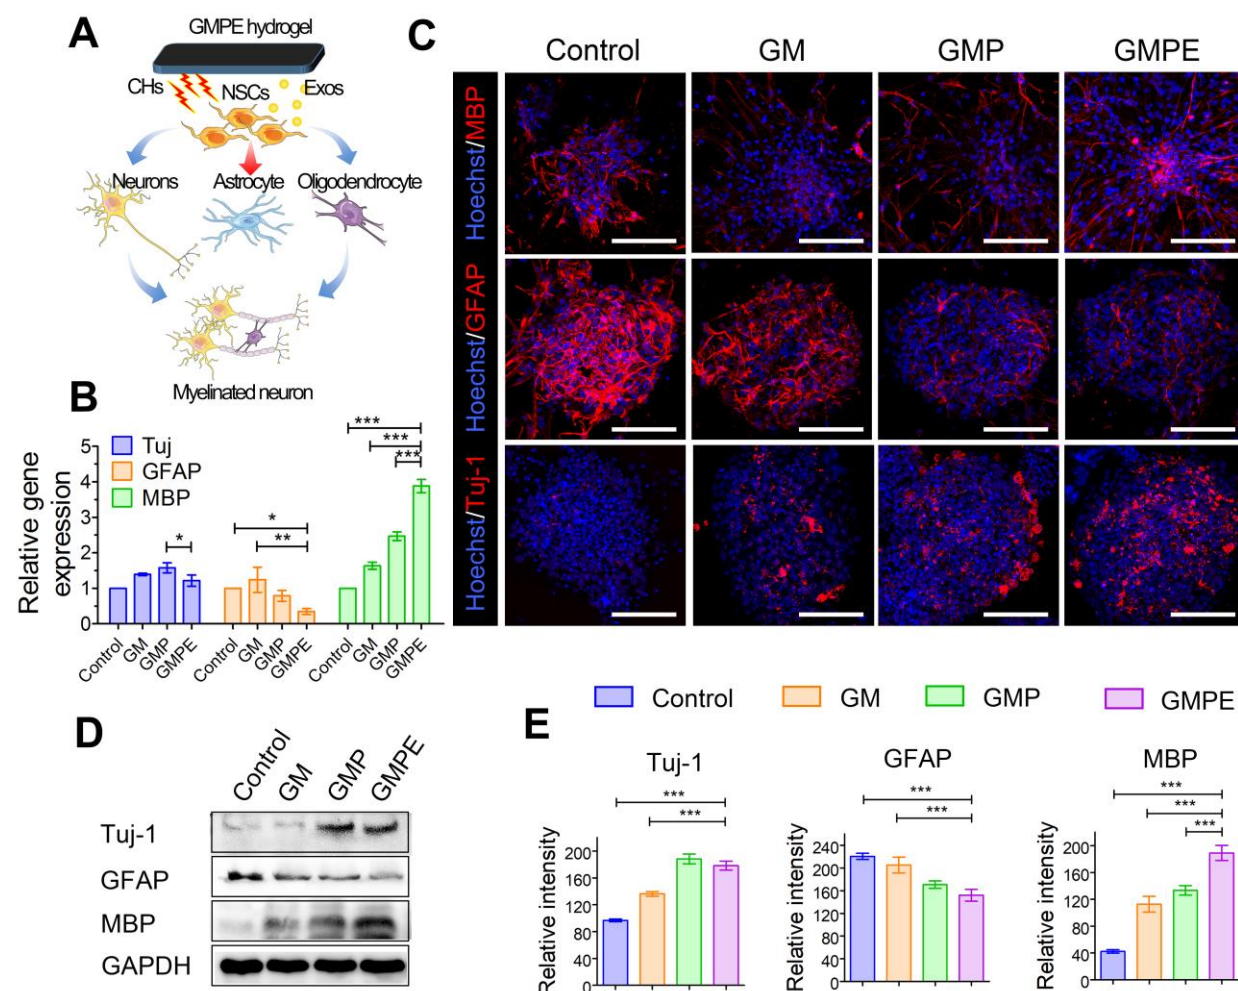 A
GMPE hydrogel
CHs
NSCs
Exos
Neurons
Astrocyte
Oligodendrocyte
Myelinated neuron
B
Relative gene
expression
5
4
3
2
1
0
Tuj
GFAP
MBP
*
*
**
***
***
***
Control
GM
GMP
GMPE
Control
GM
GMP
GMPE
Control
GM
GMP
GMPE
C
Control
GM
GMP
GMPE
Hoechst/MBP
Hoechst/GFAP
Hoechst/Tuj-1
D
Control
GM
GMP
GMPE
Tuj-1
GFAP
MBP
GAPDH
Control
GM
GMP
GMPE
E
Tuj-1
***
***
Relative intensity
200
160
120
80
40
0
GFAP
***
***
Relative intensity
240
200
160
120
80
40
0
MBP
***
***
***
Relative intensity
200
160
120
80
40
0